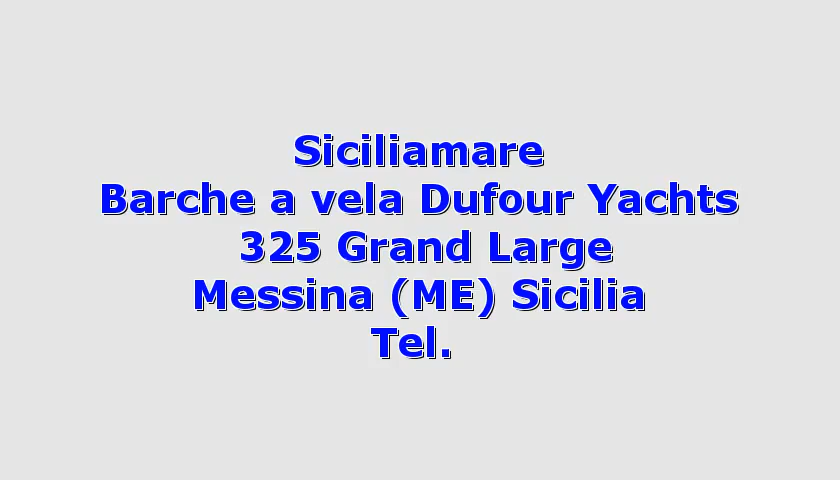 Siciliamare
Barche a vela Dufour Yachts
325 Grand Large
Messina (ME) Sicilia
Tel.